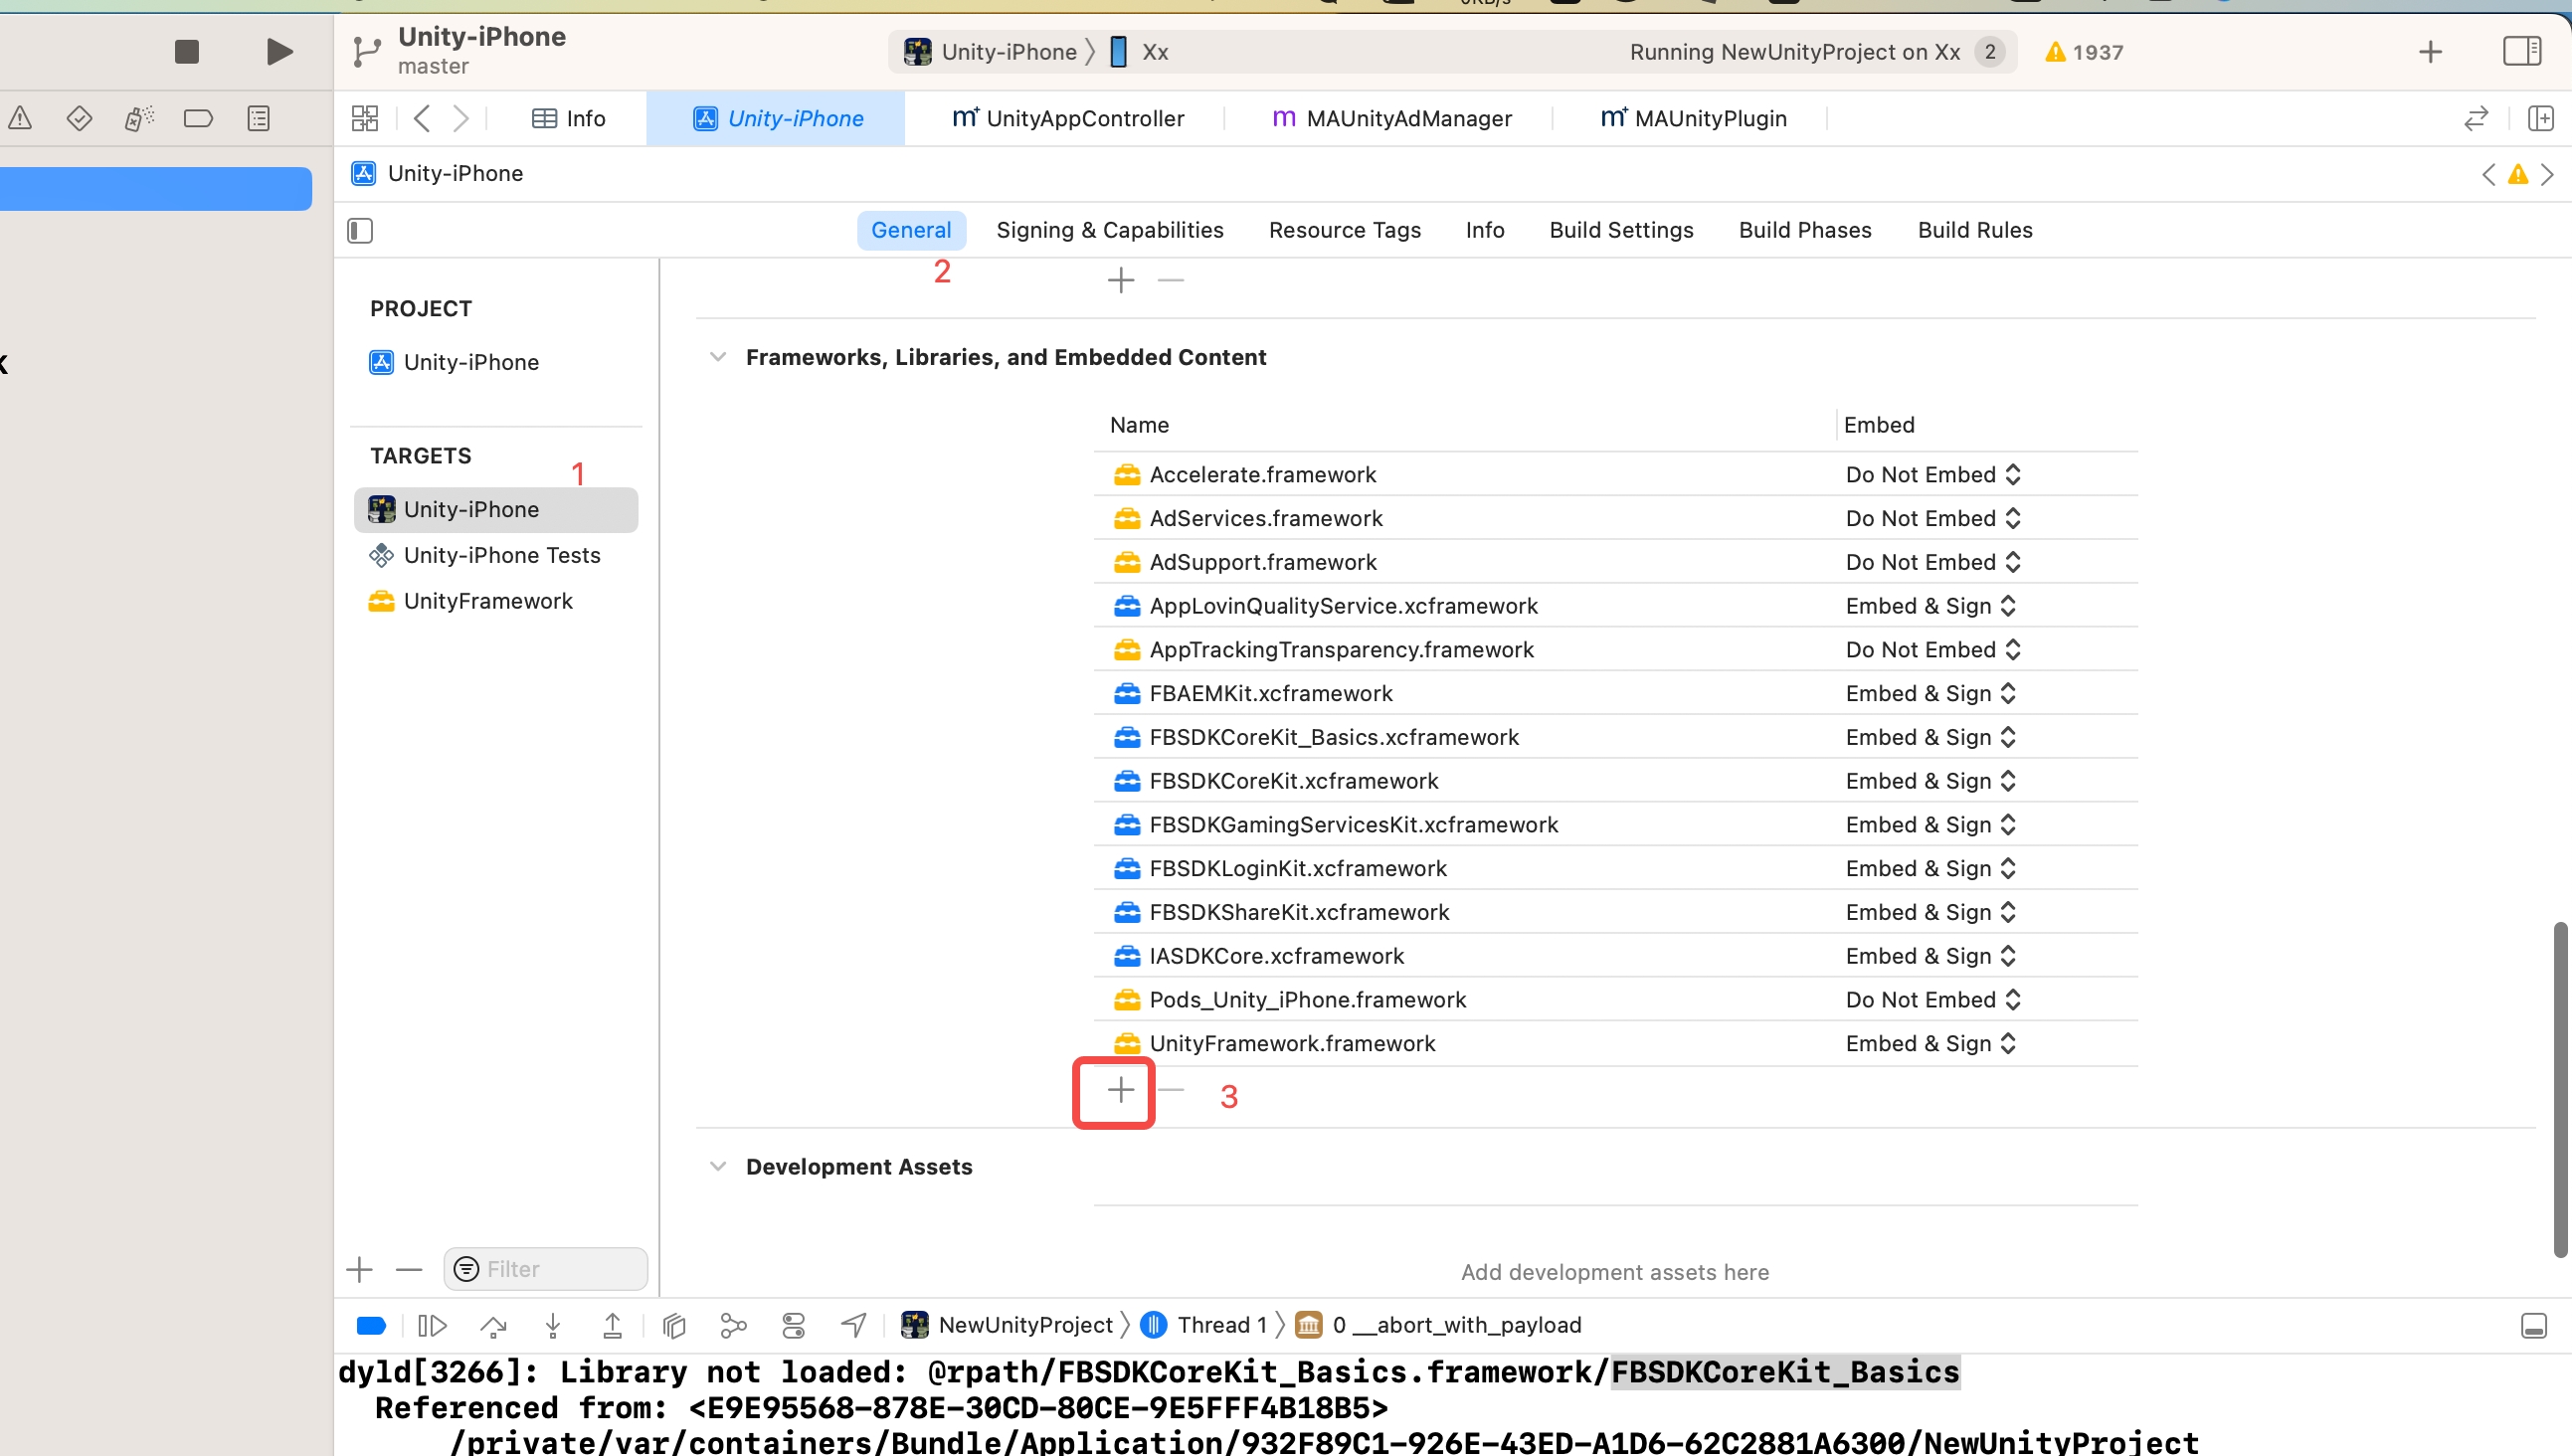 Unity-iPhone
master
Unity-iPhone
Xx
Running NewUnityProject on Xx
2
1937
Info
Unity-iPhone
UnityAppController
MAUnityAdManager
MAUnityPlugin
Unity-iPhone
General
Signing & Capabilities
Resource Tags
Info
Build Settings
Build Phases
Build Rules
2
PROJECT
Unity-iPhone
TARGETS
1
Unity-iPhone
Unity-iPhone Tests
UnityFramework
Frameworks, Libraries, and Embedded Content
Name Embed
Accelerate.framework Do Not Embed
AdServices.framework Do Not Embed
AdSupport.framework Do Not Embed
AppLovinQualityService.xcframework Embed & Sign
AppTrackingTransparency.framework Do Not Embed
FBAEMKit.xcframework Embed & Sign
FBSDKCoreKit_Basics.xcframework Embed & Sign
FBSDKCoreKit.xcframework Embed & Sign
FBSDKGamingServicesKit.xcframework Embed & Sign
FBSDKLoginKit.xcframework Embed & Sign
FBSDKShareKit.xcframework Embed & Sign
IASDKCore.xcframework Embed & Sign
Pods_Unity_iPhone.framework Do Not Embed
UnityFramework.framework Embed & Sign
3
Development Assets
Add development assets here
Filter
NewUnityProject
Thread 1
0 __abort_with_payload
dyld[3266]: Library not loaded: @rpath/FBSDKCoreKit_Basics.framework/FBSDKCoreKit_Basics
Referenced from: <E9E95568-878E-30CD-80CE-9E5FFF4B18B5>
/private/var/containers/Bundle/Application/932F89C1-926E-43ED-A1D6-62C2881A6300/NewUnityProject